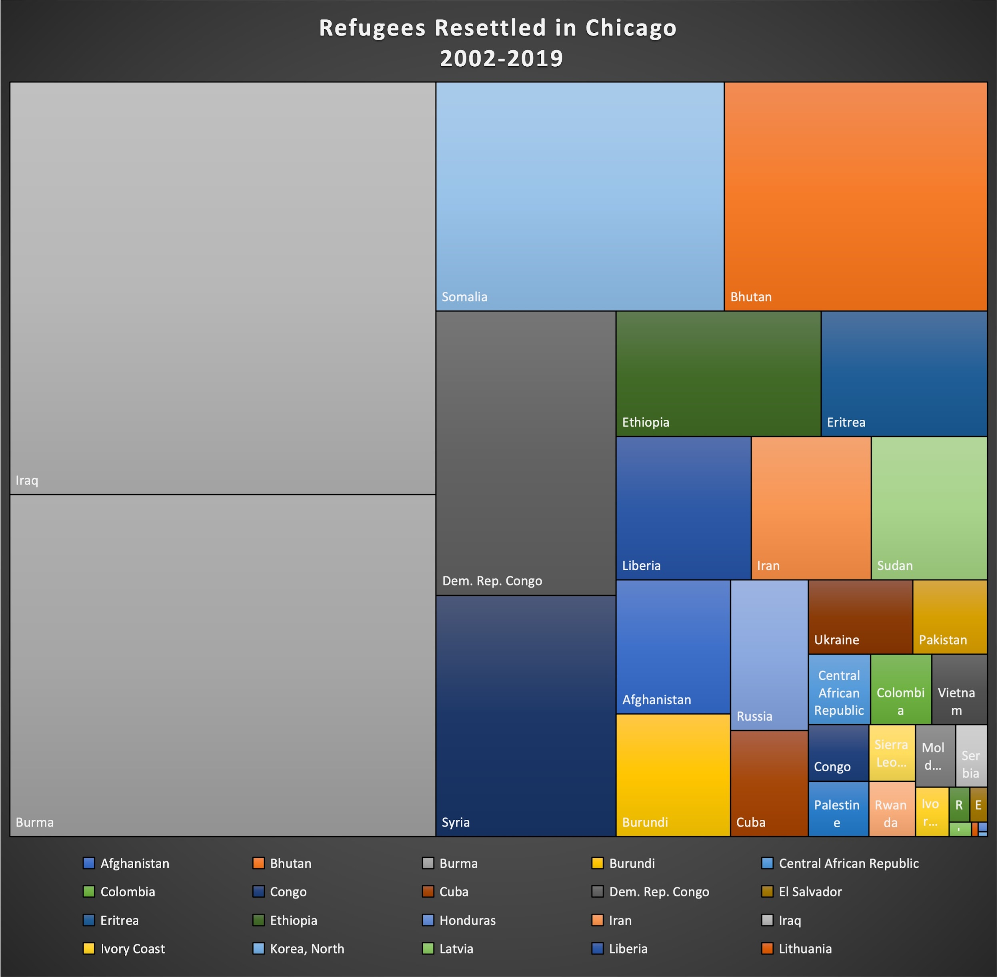 Refugees Resettled in Chicago
2002-2019
Iraq
Burma
Somalia
Bhutan
Dem. Rep. Congo
Syria
Ethiopia
Eritrea
Liberia
Iran
Sudan
Afghanistan
Burundi
Russia
Cuba
Ukraine
Pakistan
Central
African
Republic
Colombi
a
Vietna
m
Congo
Palestin
e
Sierra
Leo...
Rwan
da
Mol
d...
Ser
bia
Ivo
r...
R
E
Afghanistan Bhutan Burma Burundi Central African Republic
Colombia Congo Cuba Dem. Rep. Congo El Salvador
Eritrea Ethiopia Honduras Iran Iraq
Ivory Coast Korea, North Latvia Liberia Lithuania